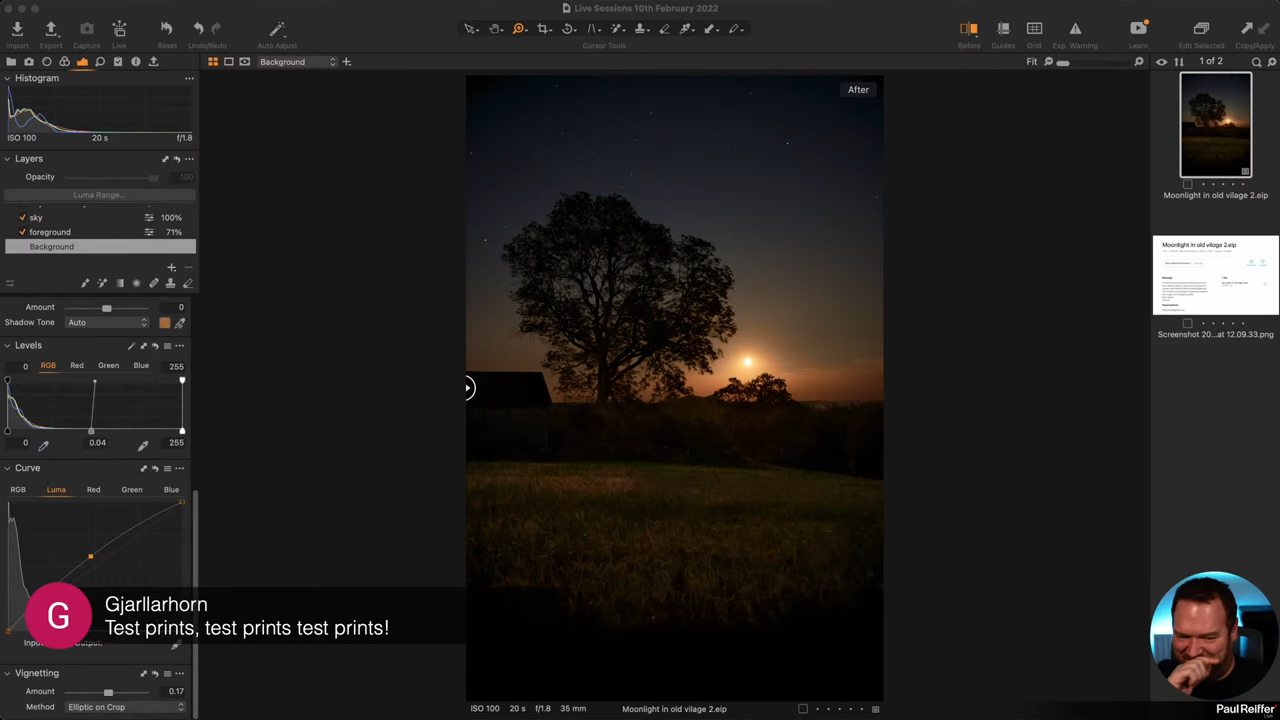 Live Sessions 10th February 2022
Import
Export
Capture
Live
Reset
Undo/Redo
Auto Adjust
Cursor Tools
Before
Guides
Grid
Exp. Warning
Learn
Edit Selected
Copy/Apply
Background
Fit
1 of 2
Histogram
ISO 100 20 s f/1.8
Layers
Opacity 100
Luma Range...
sky 100%
foreground 71%
Background
Amount 0
Shadow Tone Auto
Levels
0 RGB Red Green Blue 255
0 0.04 255
Curve
RGB Luma Red Green Blue
G
Gjarllarhorn
Test prints, test prints test prints!
Vignetting
Amount 0.17
Method Elliptic on Crop
After
ISO 100 20 s f/1.8 35 mm Moonlight in old vilage 2.eip
Moonlight in old vilage 2.eip
Moonlight in old viloge 2.eip
Screenshot 20...at 12.09.33.png
Paul Reiffer
Live